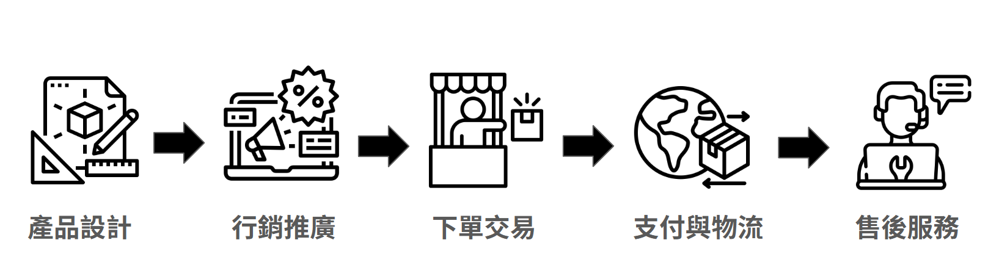 產品設計
行銷推廣
下單交易
支付與物流
售後服務